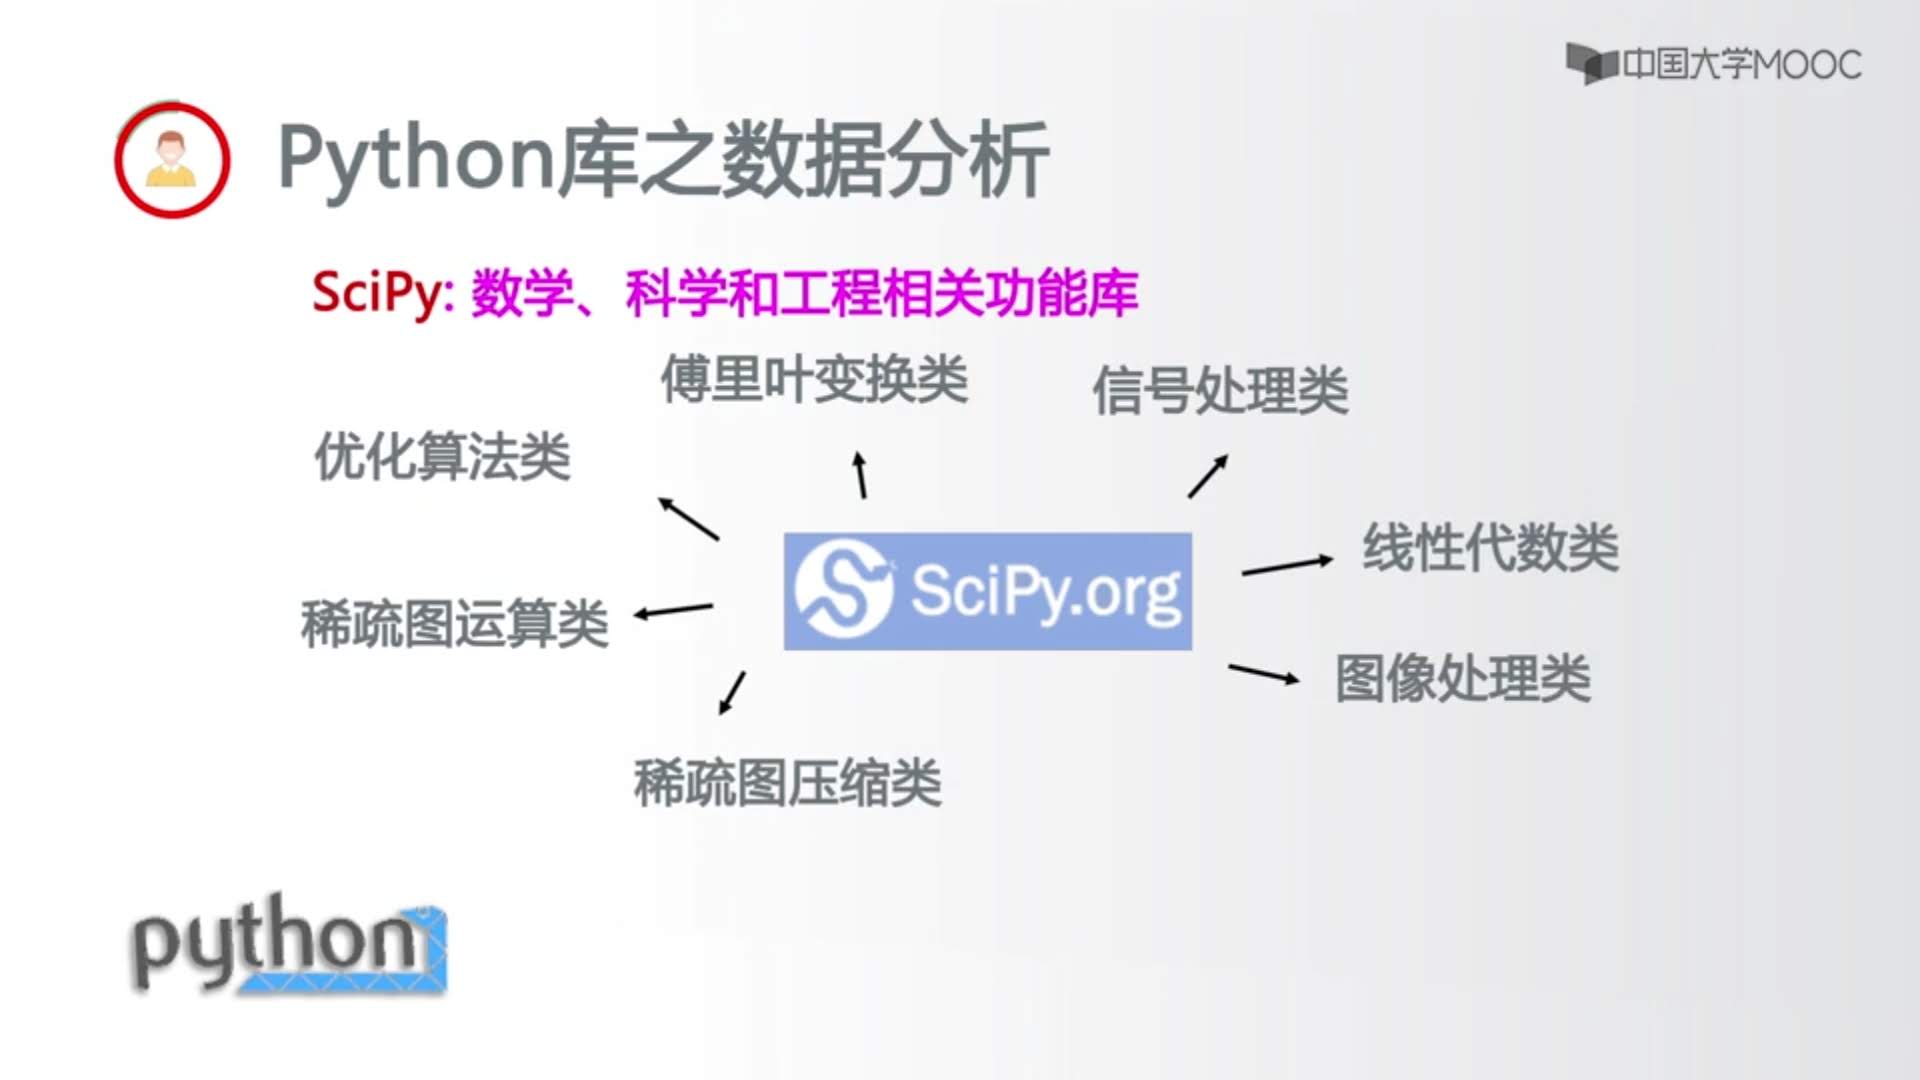 中国大学MOOC
Python库之数据分析
SciPy: 数学、科学和工程相关功能库
傅里叶变换类
信号处理类
优化算法类
线性代数类
SciPy.org
稀疏图运算类
图像处理类
稀疏图压缩类
python